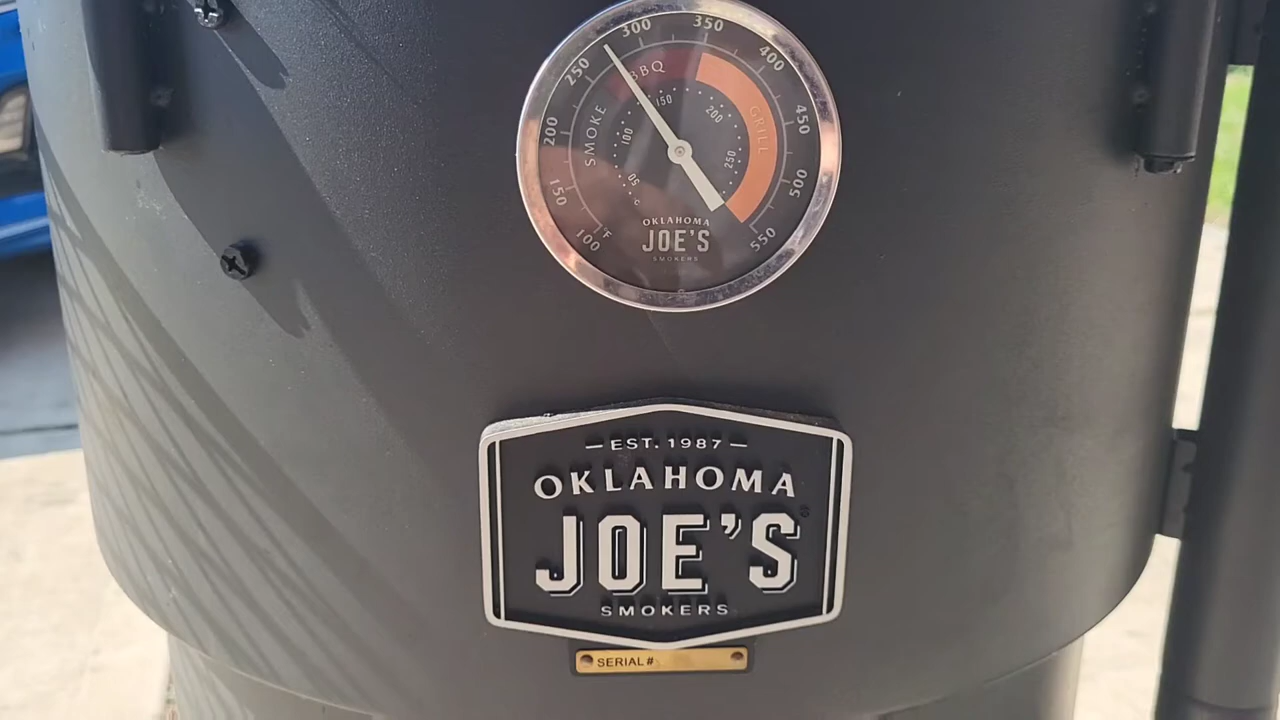 300 350
250 400
BBQ
150
200 SMOKE 100 200 GRILL 450
250
150 50 500
°C
100 °F 550
OKLAHOMA
JOE'S
SMOKERS
EST. 1987
OKLAHOMA
JOE'S®
SMOKERS
SERIAL#